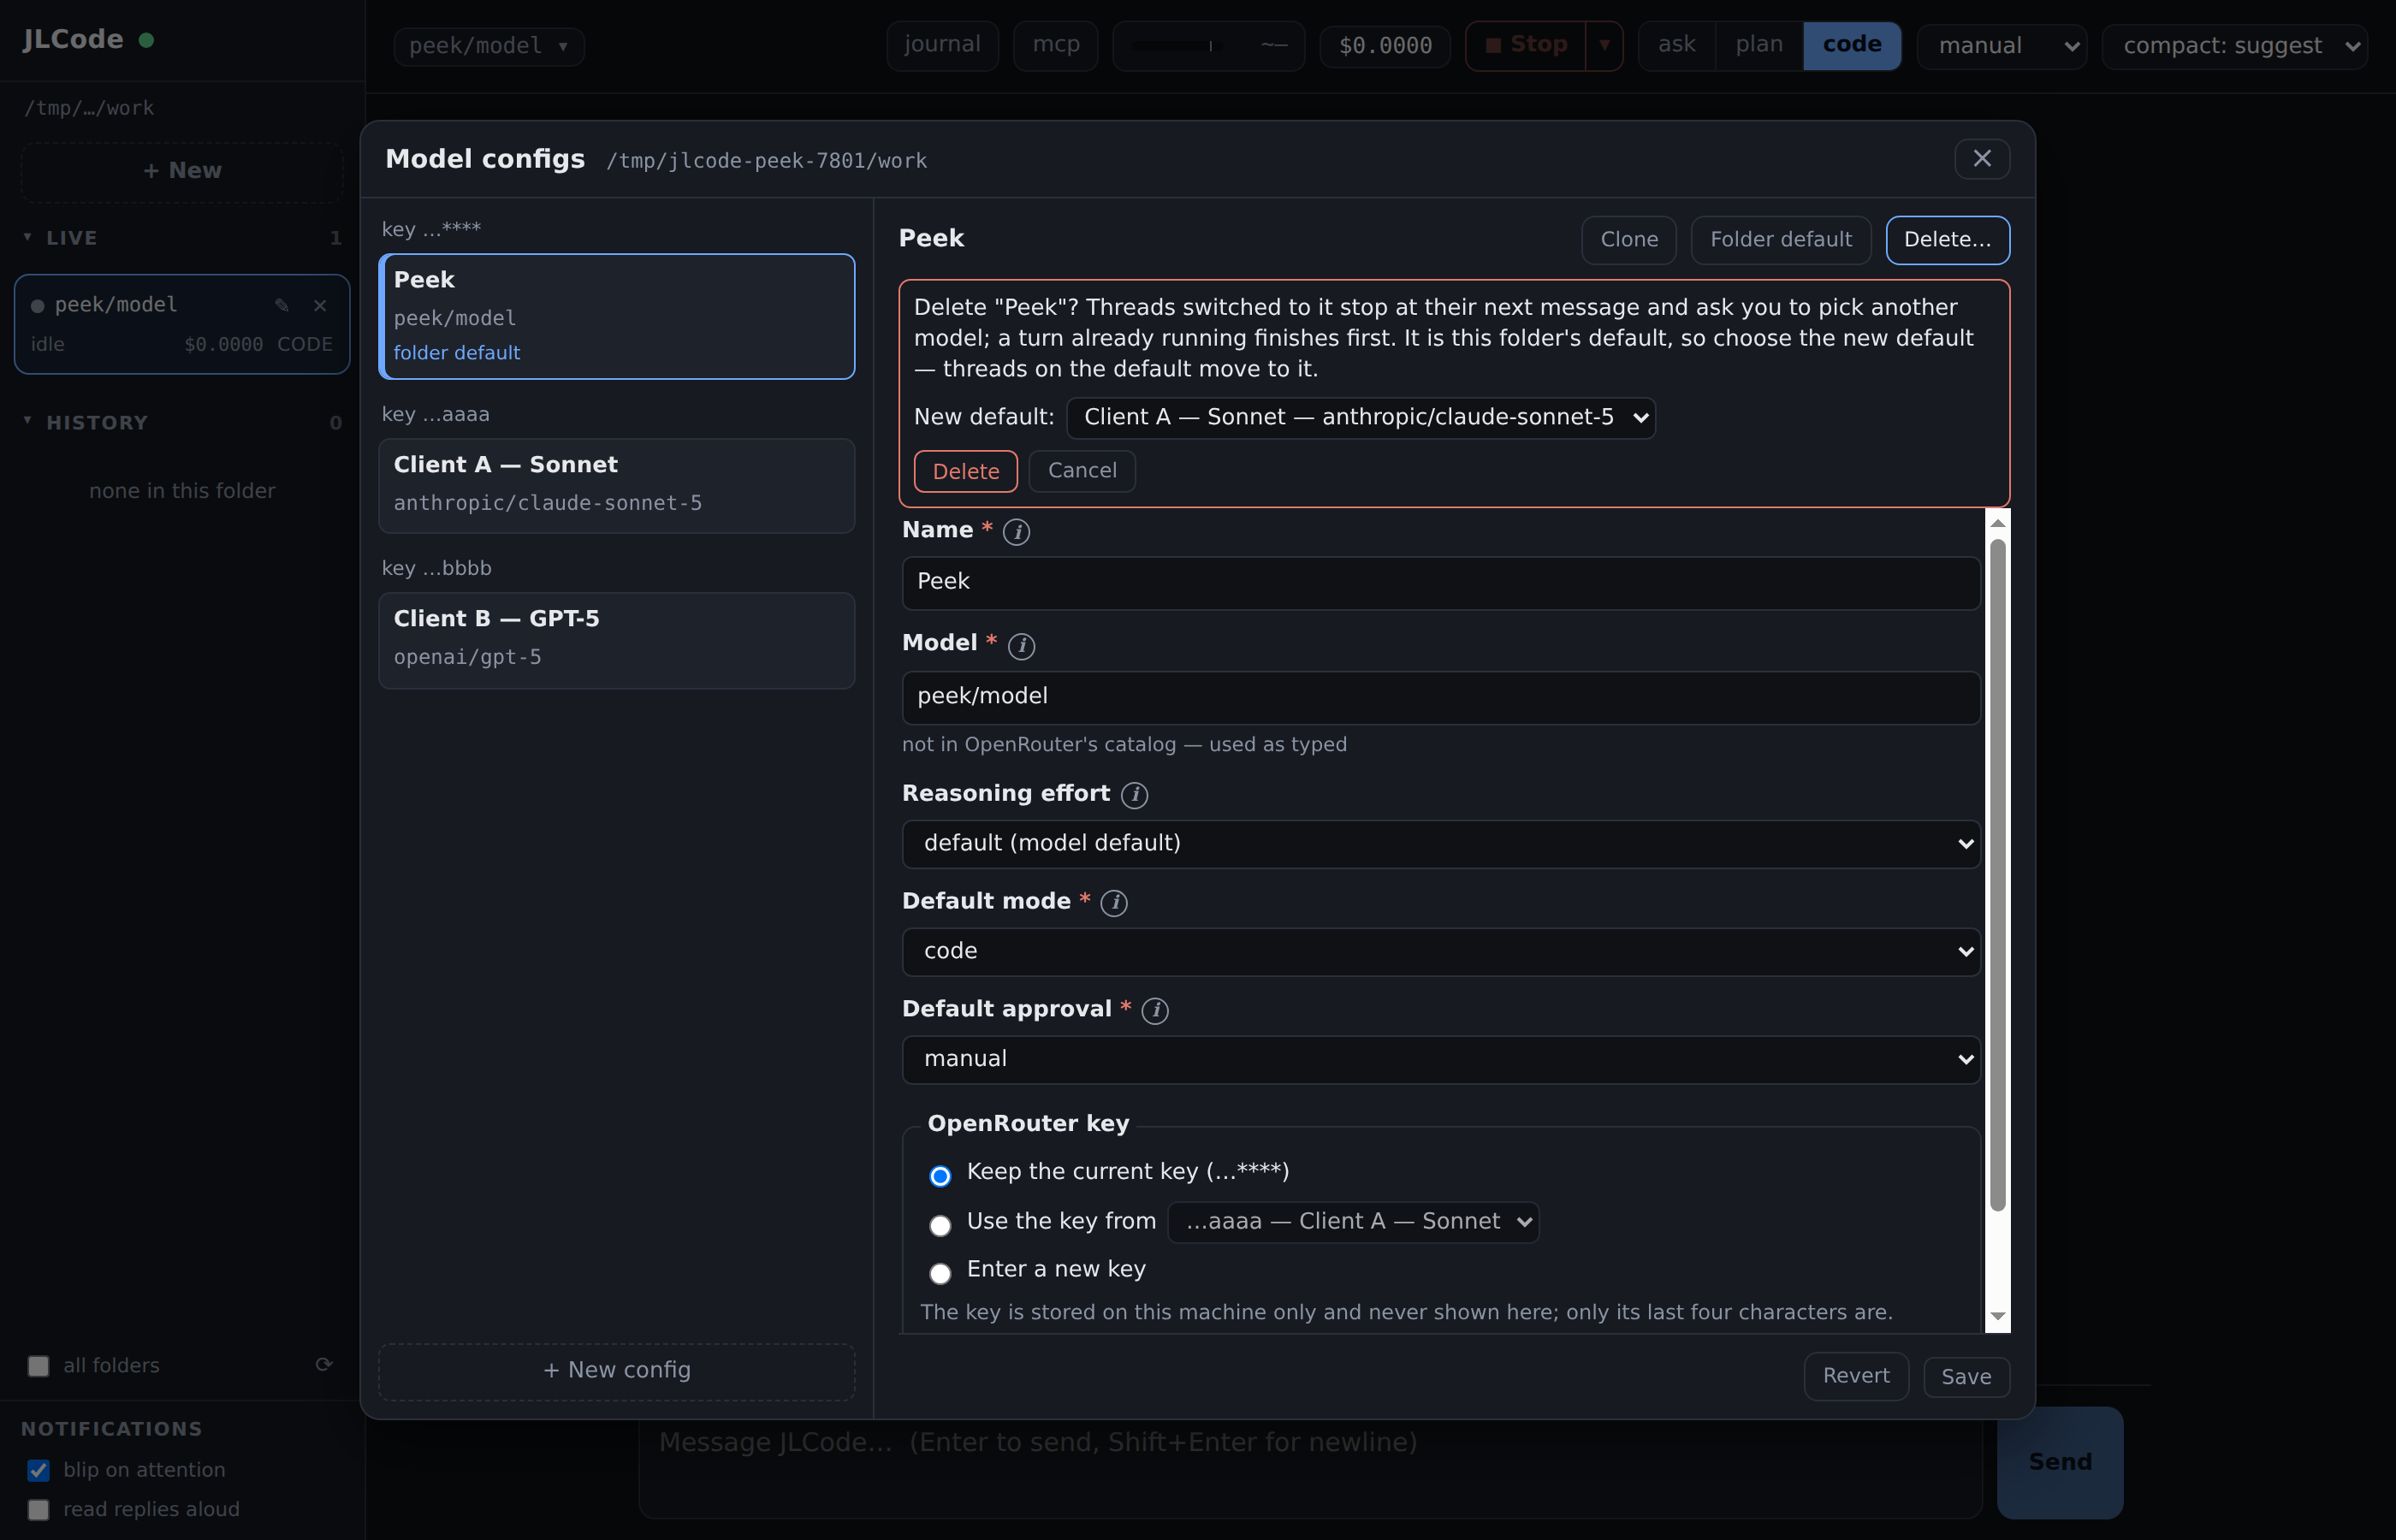 JLCode
peek/model ▾
journal
mcp
~—
$0.0000
■ Stop
▾
ask
plan
code
manual
compact: suggest
/tmp/…/work
+ New
▾ LIVE 1
peek/model ✎ ✕
idle $0.0000 CODE
▾ HISTORY 0
none in this folder
all folders ⟳
NOTIFICATIONS
blip on attention
read replies aloud
Model configs /tmp/jlcode-peek-7801/work ✕
key …****
Peek
peek/model
folder default
key …aaaa
Client A — Sonnet
anthropic/claude-sonnet-5
key …bbbb
Client B — GPT-5
openai/gpt-5
+ New config
Peek
Clone
Folder default
Delete…
Delete "Peek"? Threads switched to it stop at their next message and ask you to pick another
model; a turn already running finishes first. It is this folder's default, so choose the new default
— threads on the default move to it.
New default: Client A — Sonnet — anthropic/claude-sonnet-5
Delete
Cancel
Name * i
Peek
Model * i
peek/model
not in OpenRouter's catalog — used as typed
Reasoning effort i
default (model default)
Default mode * i
code
Default approval * i
manual
OpenRouter key
Keep the current key (…****)
Use the key from …aaaa — Client A — Sonnet
Enter a new key
The key is stored on this machine only and never shown here; only its last four characters are.
Revert
Save
Message JLCode… (Enter to send, Shift+Enter for newline)
Send